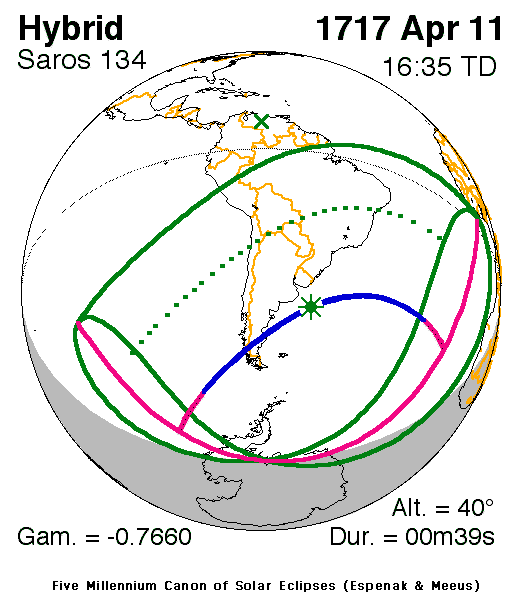 Hybrid 1717 Apr 11
Saros 134 16:35 TD
Alt. = 40°
Gam. = -0.7660 Dur. = 00m39s
Five Millennium Canon of Solar Eclipses (Espenak & Meeus)